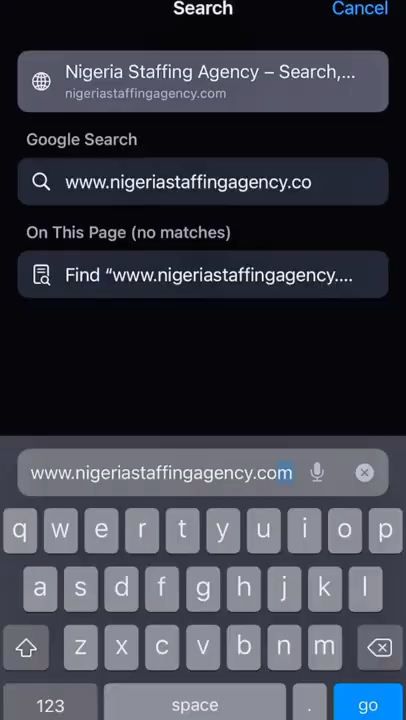 Search
Cancel
Nigeria Staffing Agency – Search,...
nigeriastaffingagency.com
Google Search
www.nigeriastaffingagency.co
On This Page (no matches)
Find “www.nigeriastaffingagency....
www.nigeriastaffingagency.com
q w e r t y u i o p
a s d f g h j k l
z x c v b n m
123 space . go